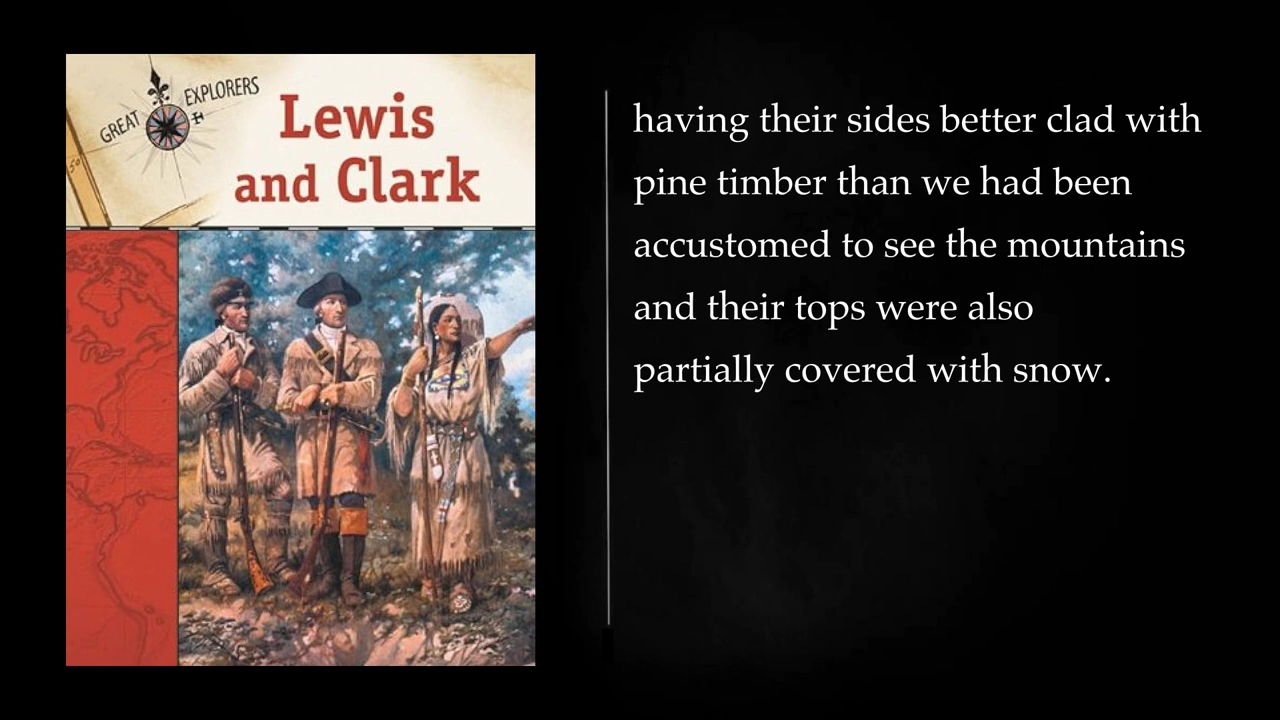 GREAT EXPLORERS
Lewis
and Clark
50
having their sides better clad with
pine timber than we had been
accustomed to see the mountains
and their tops were also
partially covered with snow.